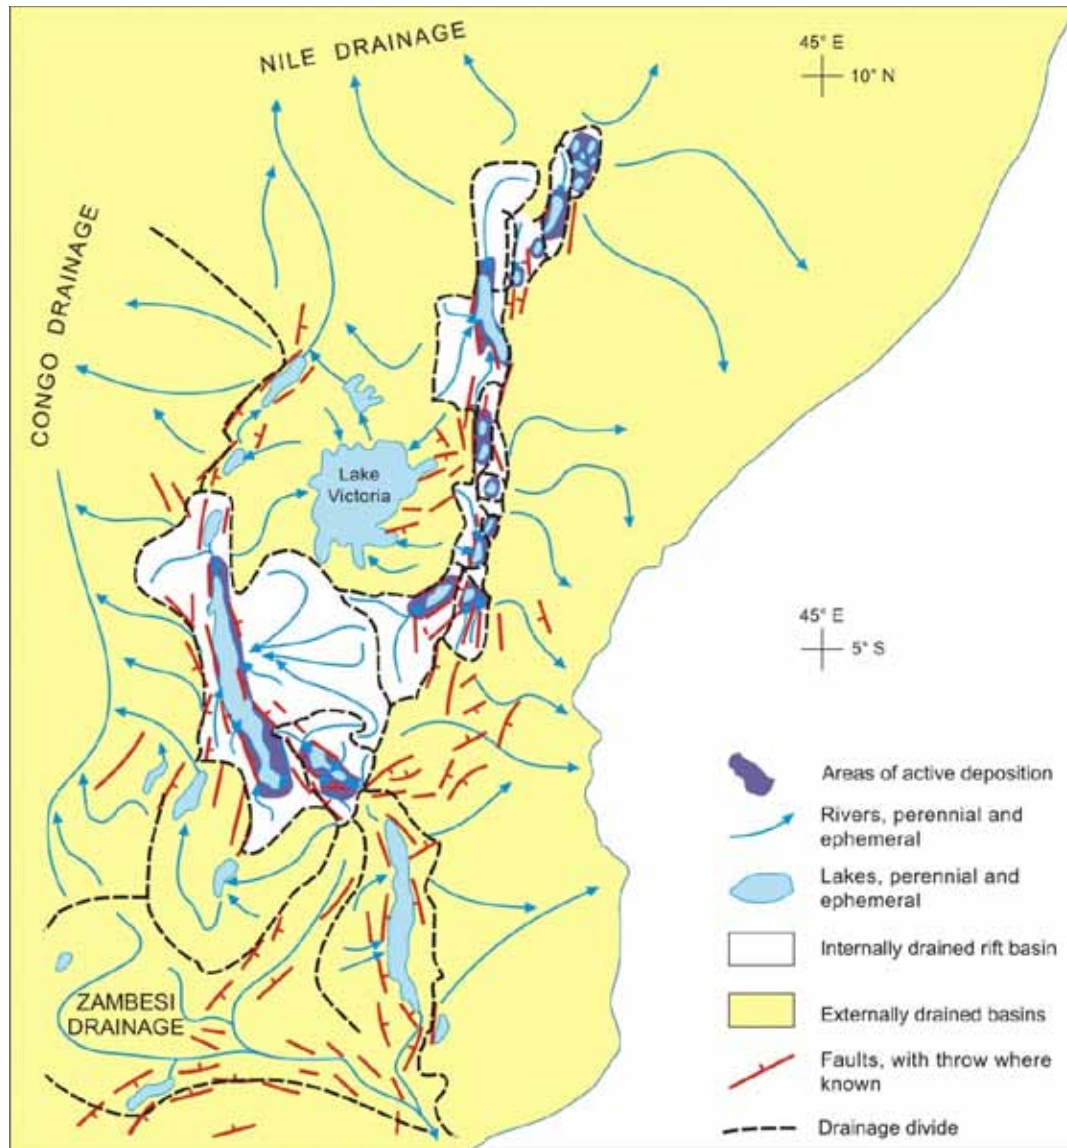 NILE DRAINAGE
45° E
10° N
CONGO DRAINAGE
Lake
Victoria
45° E
5° S
Areas of active deposition
Rivers, perennial and
ephemeral
Lakes, perennial and
ephemeral
Internally drained rift basin
ZAMBESI
DRAINAGE
Externally drained basins
Faults, with throw where
known
Drainage divide